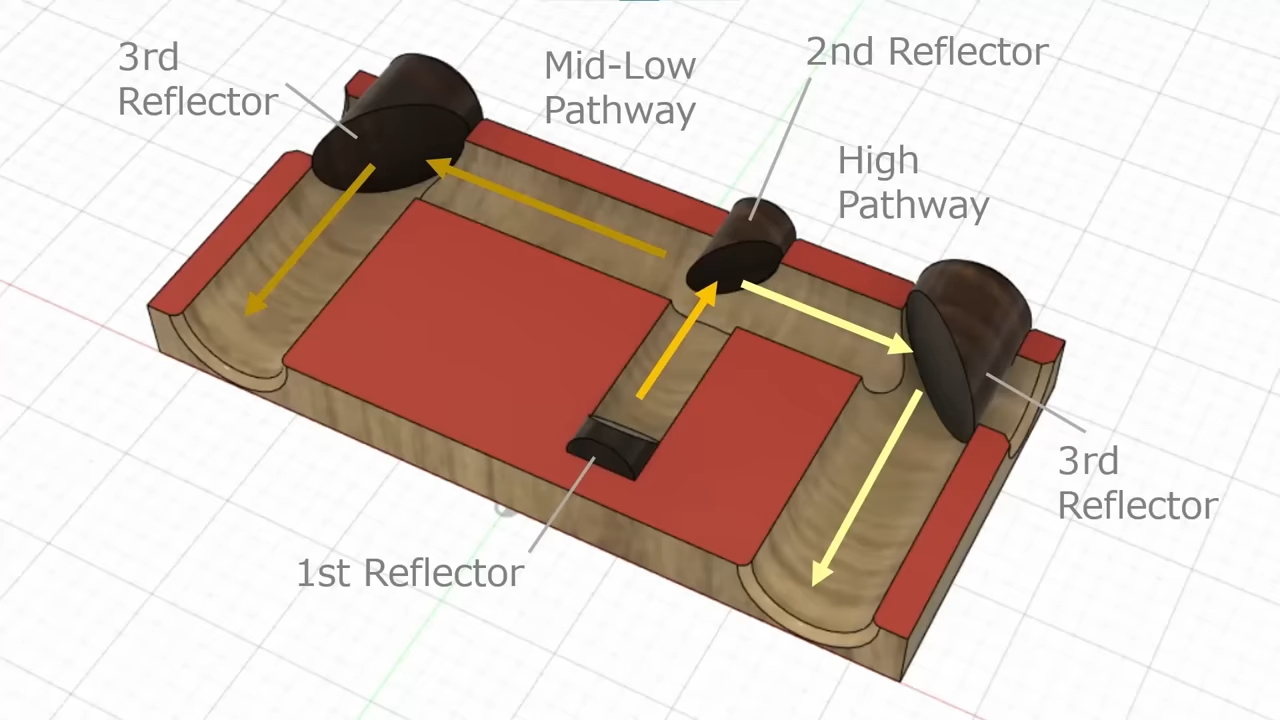 3rd
Reflector
Mid-Low
Pathway
2nd Reflector
High
Pathway
3rd
Reflector
1st Reflector